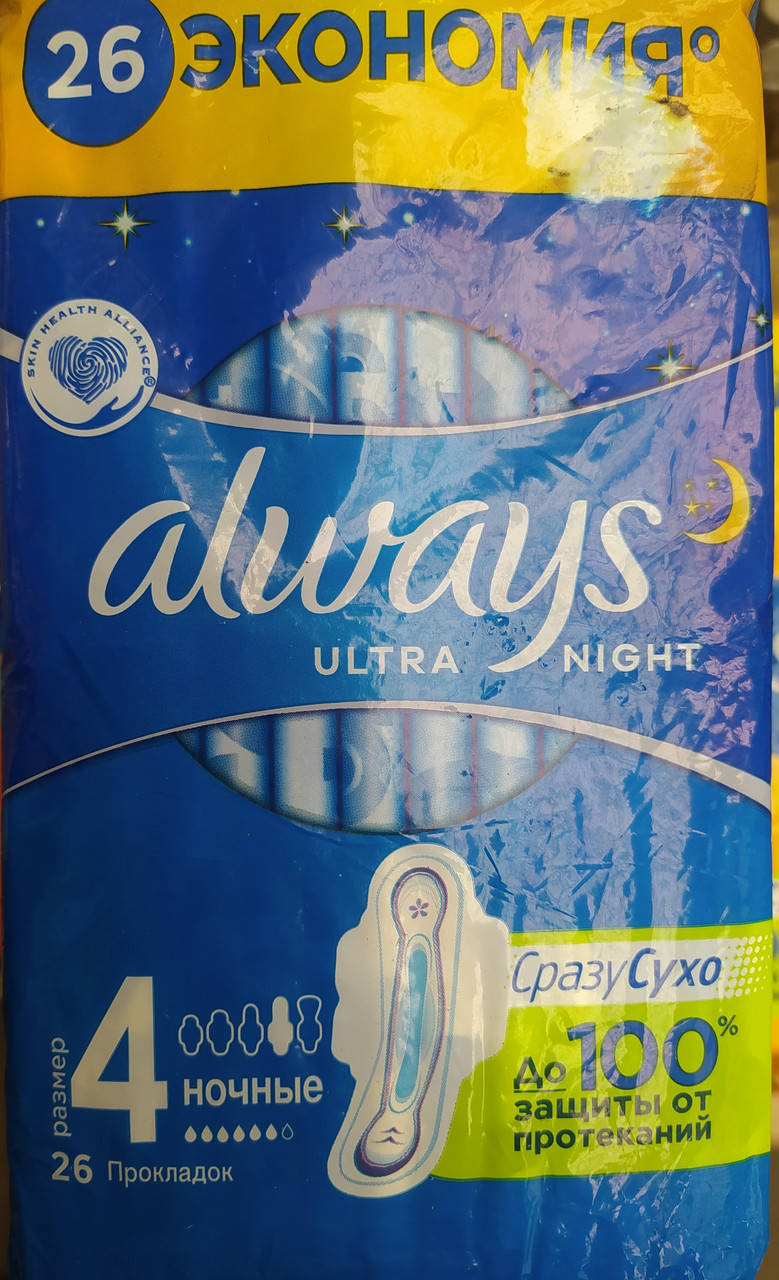 26 ЭКОНОМИЯ°
SKIN HEALTH ALLIANCE®
always
ULTRA NIGHT
СразуСухо
До 100%
защиты от
протеканий
размер
4
ночные
26 Прокладок